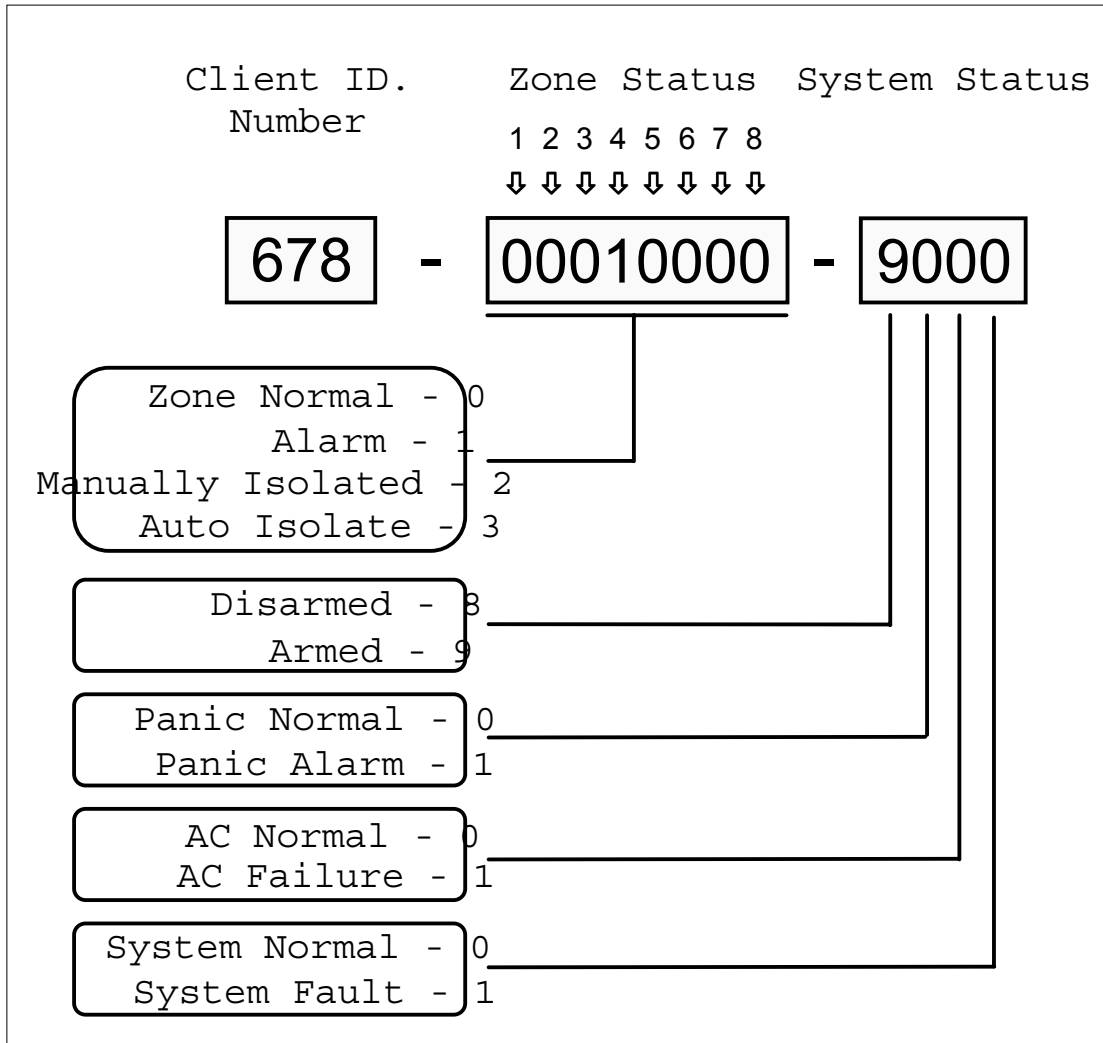 Client ID. Zone Status System Status
Number
1 2 3 4 5 6 7 8
678 - 00010000 - 9000
Zone Normal - 0
Alarm - 1
Manually Isolated - 2
Auto Isolate - 3
Disarmed - 8
Armed - 9
Panic Normal - 0
Panic Alarm - 1
AC Normal - 0
AC Failure - 1
System Normal - 0
System Fault - 1